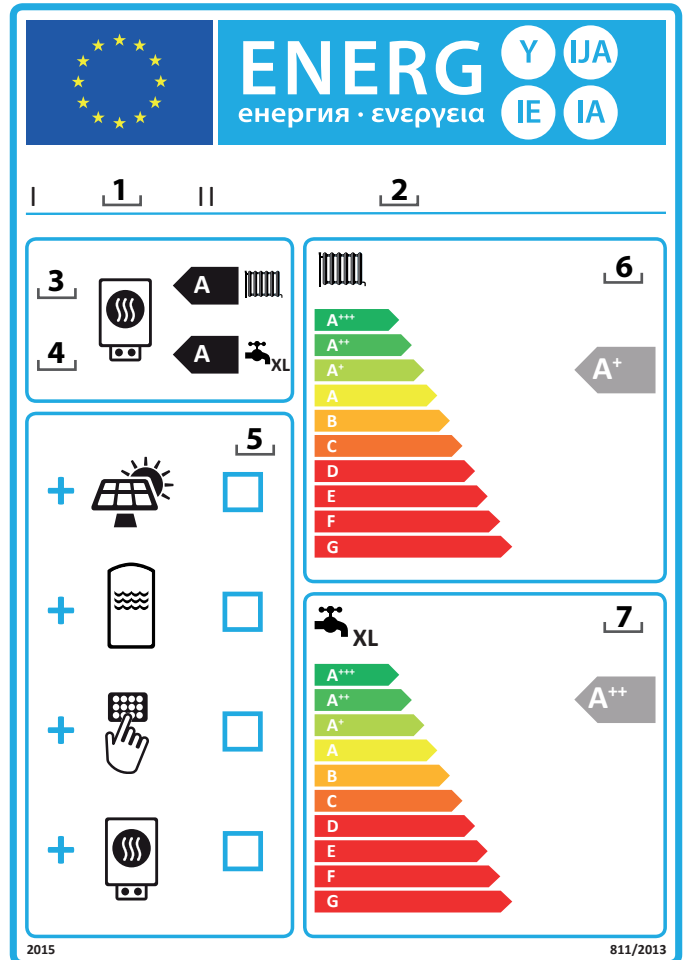 ENERG Y IJA
енергия · ενεργεια IE IA
I 1 II 2
3 A
4 A XL
5
6
A+++
A++
A+ A+
A
B
C
D
E
F
G
XL 7
A+++
A++ A++
A+
A
B
C
D
E
F
G
2015 811/2013